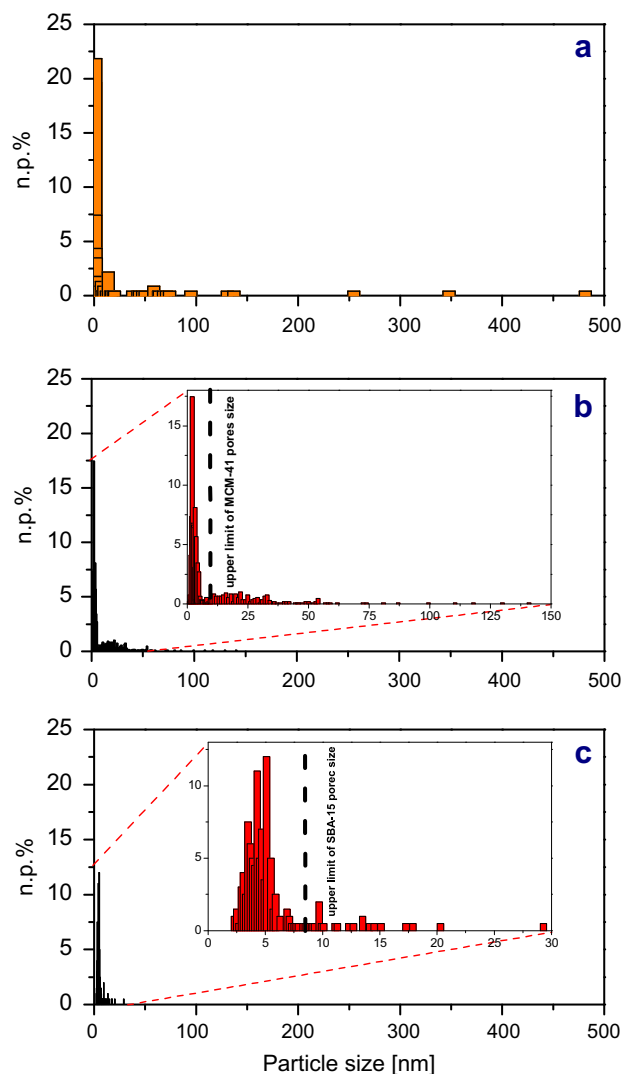 a
25
20
15
10
5
0
n.p.%
0 100 200 300 400 500
b
25
20
15
10
5
0
n.p.%
15
10
5
0
upper limit of MCM-41 pores size
0 25 50 75 100 125 150
0 100 200 300 400 500
c
25
20
15
10
5
0
n.p.%
10
5
0
upper limit of SBA-15 porec size
0 5 10 15 20 25 30
0 100 200 300 400 500
Particle size [nm]